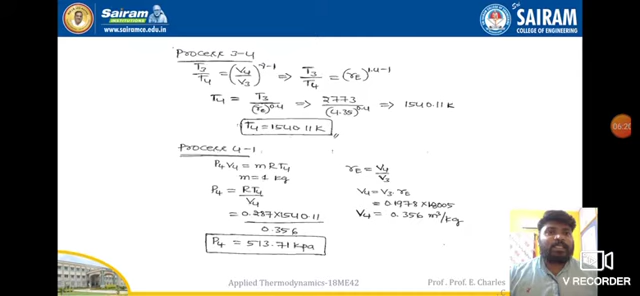 Sairam
INSTITUTIONS
www.sairamce.edu.in
Sri
SAIRAM
COLLEGE OF ENGINEERING
06:20
Process 3-4
T3/T4 = (V4/V3)^γ-1 ⇒ T3/T4 = (rE)^1.4-1
T4 = T3/(rE)^0.4 ⇒ 2773/(4.35)^0.4 ⇒ 1540.11 K
T4 = 1540.11 K
Process 4-1
P4 V4 = m R T4
m = 1 kg
P4 = RT4/V4
= 0.287×1540.11/0.356
P4 = 513.71 kpa
rE = V4/V3
V4 = V3. rE
V4 = 0.356 m³/kg
Applied Thermodynamics-18ME42
Prof . Prof. E. Charles
V RECORDER